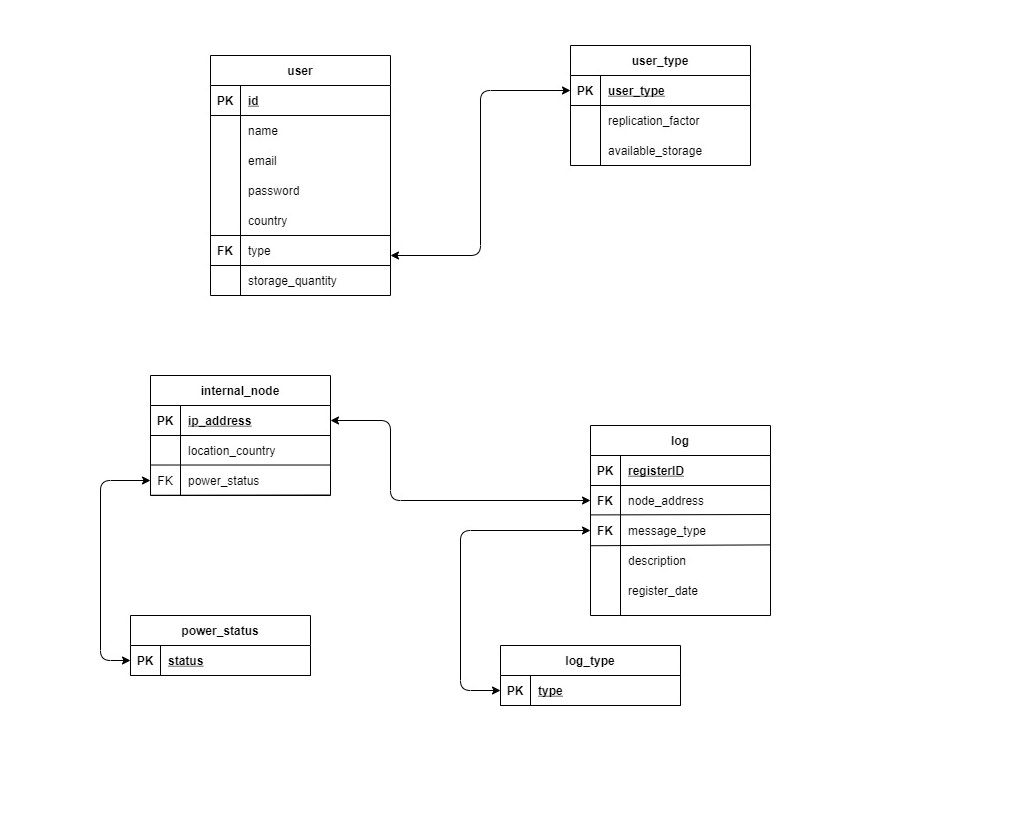 user
PK id
name
email
password
country
FK type
storage_quantity
user_type
PK user_type
replication_factor
available_storage
internal_node
PK ip_address
location_country
FK power_status
log
PK registerID
FK node_address
FK message_type
description
register_date
power_status
PK status
log_type
PK type